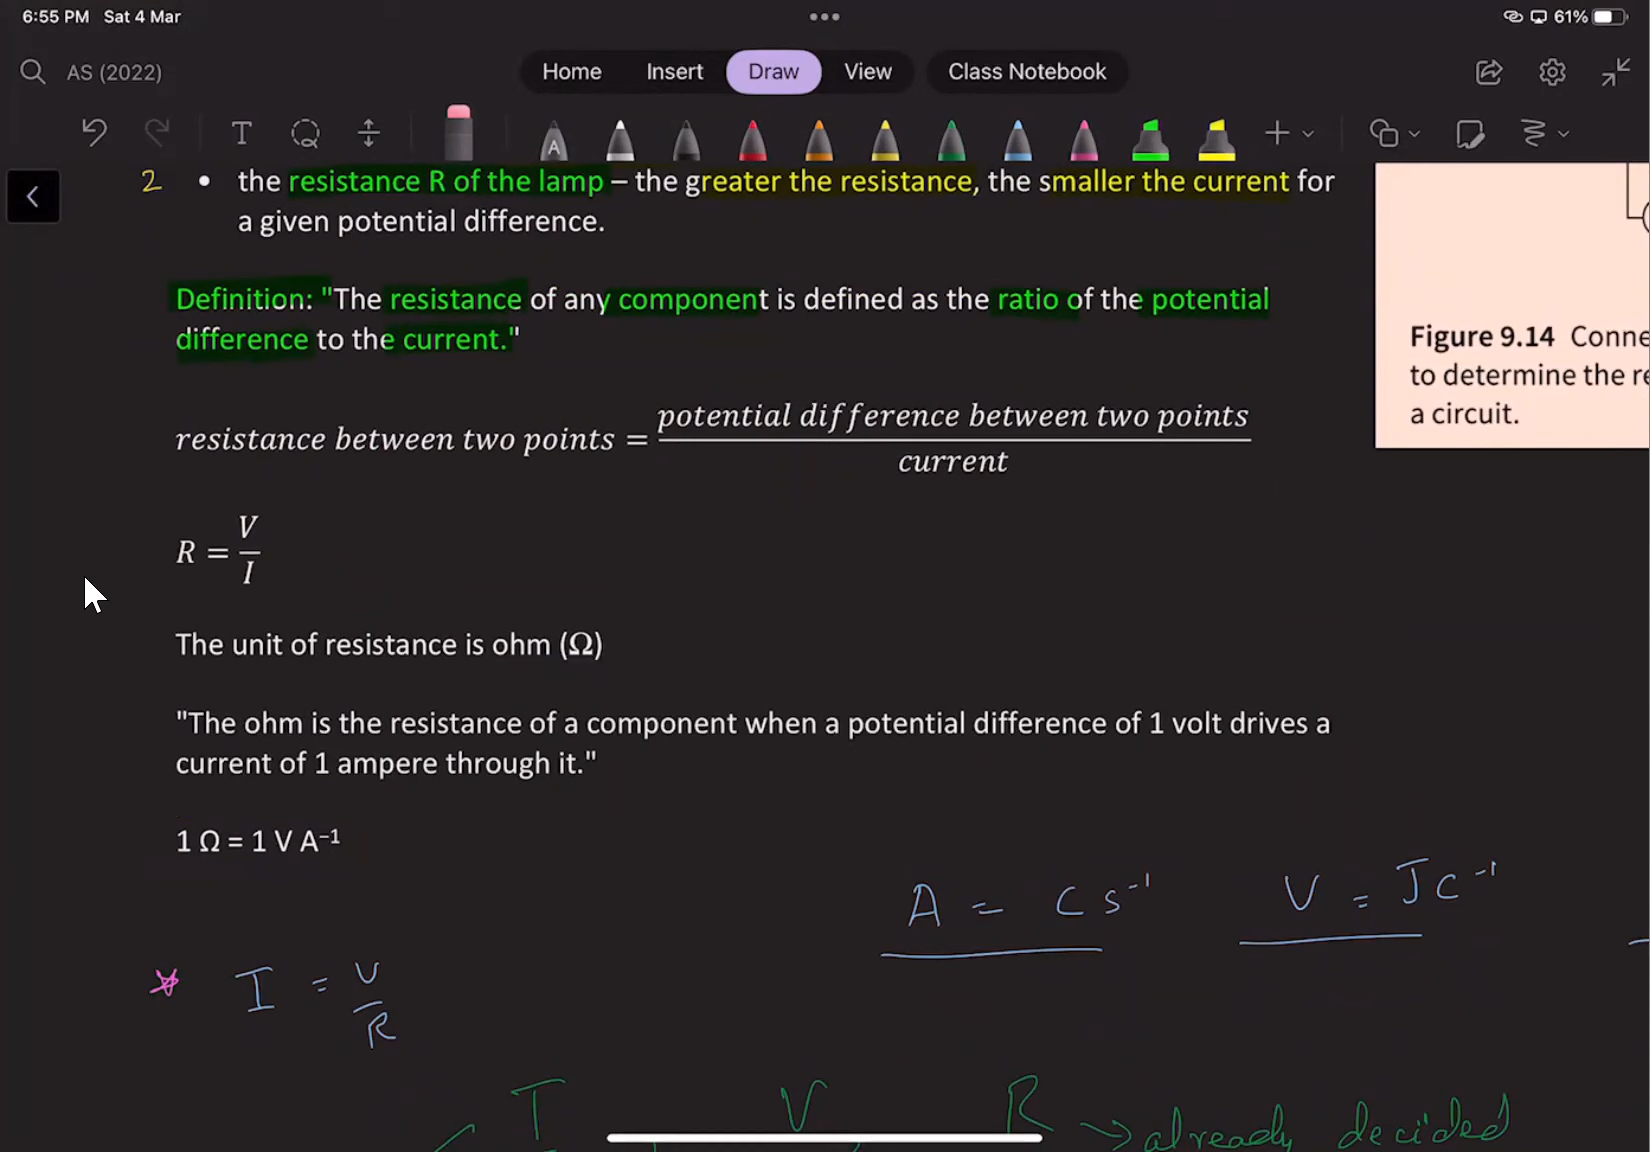 6:55 PM Sat 4 Mar
61%
AS (2022)
Home Insert Draw View Class Notebook
T
A
2 • the resistance R of the lamp – the greater the resistance, the smaller the current for
a given potential difference.
Definition: "The resistance of any component is defined as the ratio of the potential
difference to the current."
Figure 9.14 Conne
to determine the re
a circuit.
potential difference between two points
resistance between two points =
current
V
R =
I
The unit of resistance is ohm (Ω)
"The ohm is the resistance of a component when a potential difference of 1 volt drives a
current of 1 ampere through it."
1 Ω = 1 V A⁻¹
A = C s⁻¹ V = J C⁻¹
* I = V
R
I V R → already decided